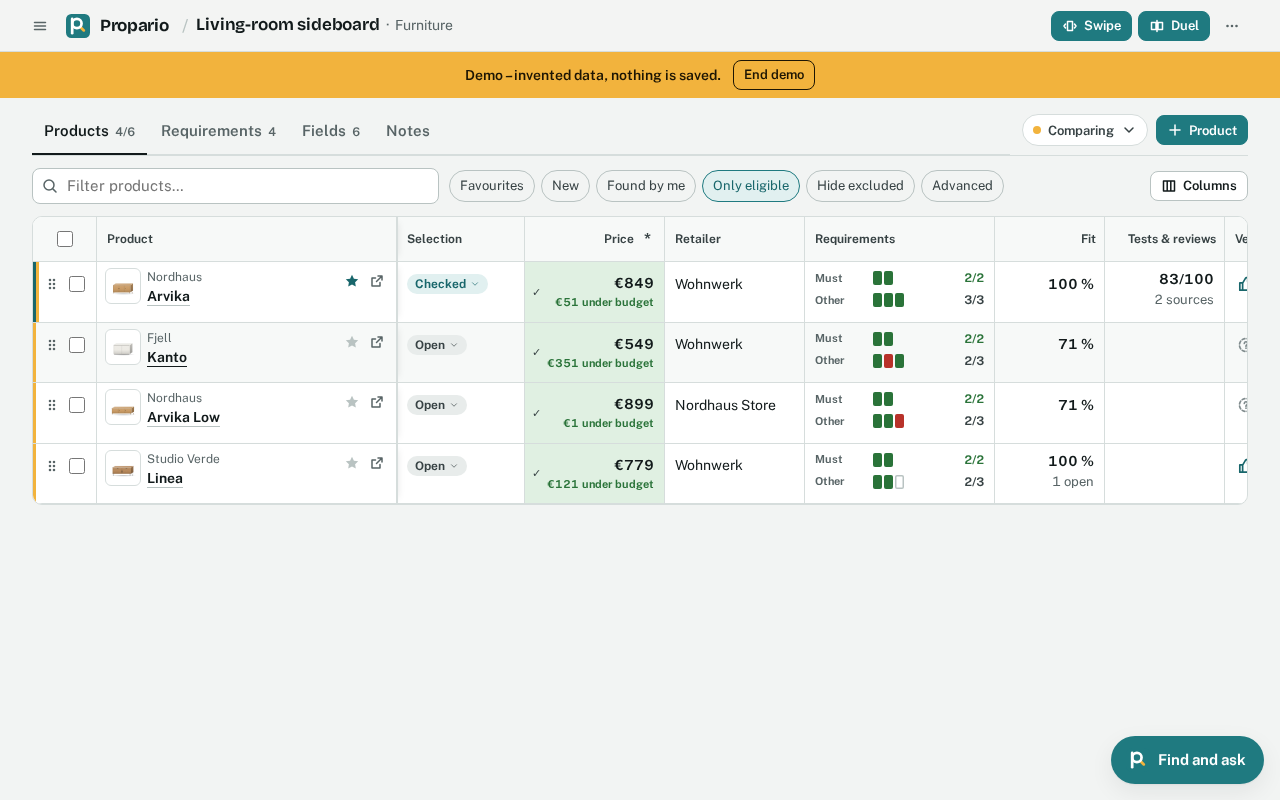 Propario / Living-room sideboard · Furniture
Swipe
Duel
Demo – invented data, nothing is saved.
End demo
Products 4/6
Requirements 4
Fields 6
Notes
Comparing
Product
Filter products...
Favourites
New
Found by me
Only eligible
Hide excluded
Advanced
Columns
Product
Selection
Price *
Retailer
Requirements
Fit
Tests & reviews
Nordhaus
Arvika
Checked
✓ €849
€51 under budget
Wohnwerk
Must 2/2
Other 3/3
100 %
83/100
2 sources
Fjell
Kanto
Open
✓ €549
€351 under budget
Wohnwerk
Must 2/2
Other 2/3
71 %
Nordhaus
Arvika Low
Open
✓ €899
€1 under budget
Nordhaus Store
Must 2/2
Other 2/3
71 %
Studio Verde
Linea
Open
✓ €779
€121 under budget
Wohnwerk
Must 2/2
Other 2/3
100 %
1 open
Find and ask